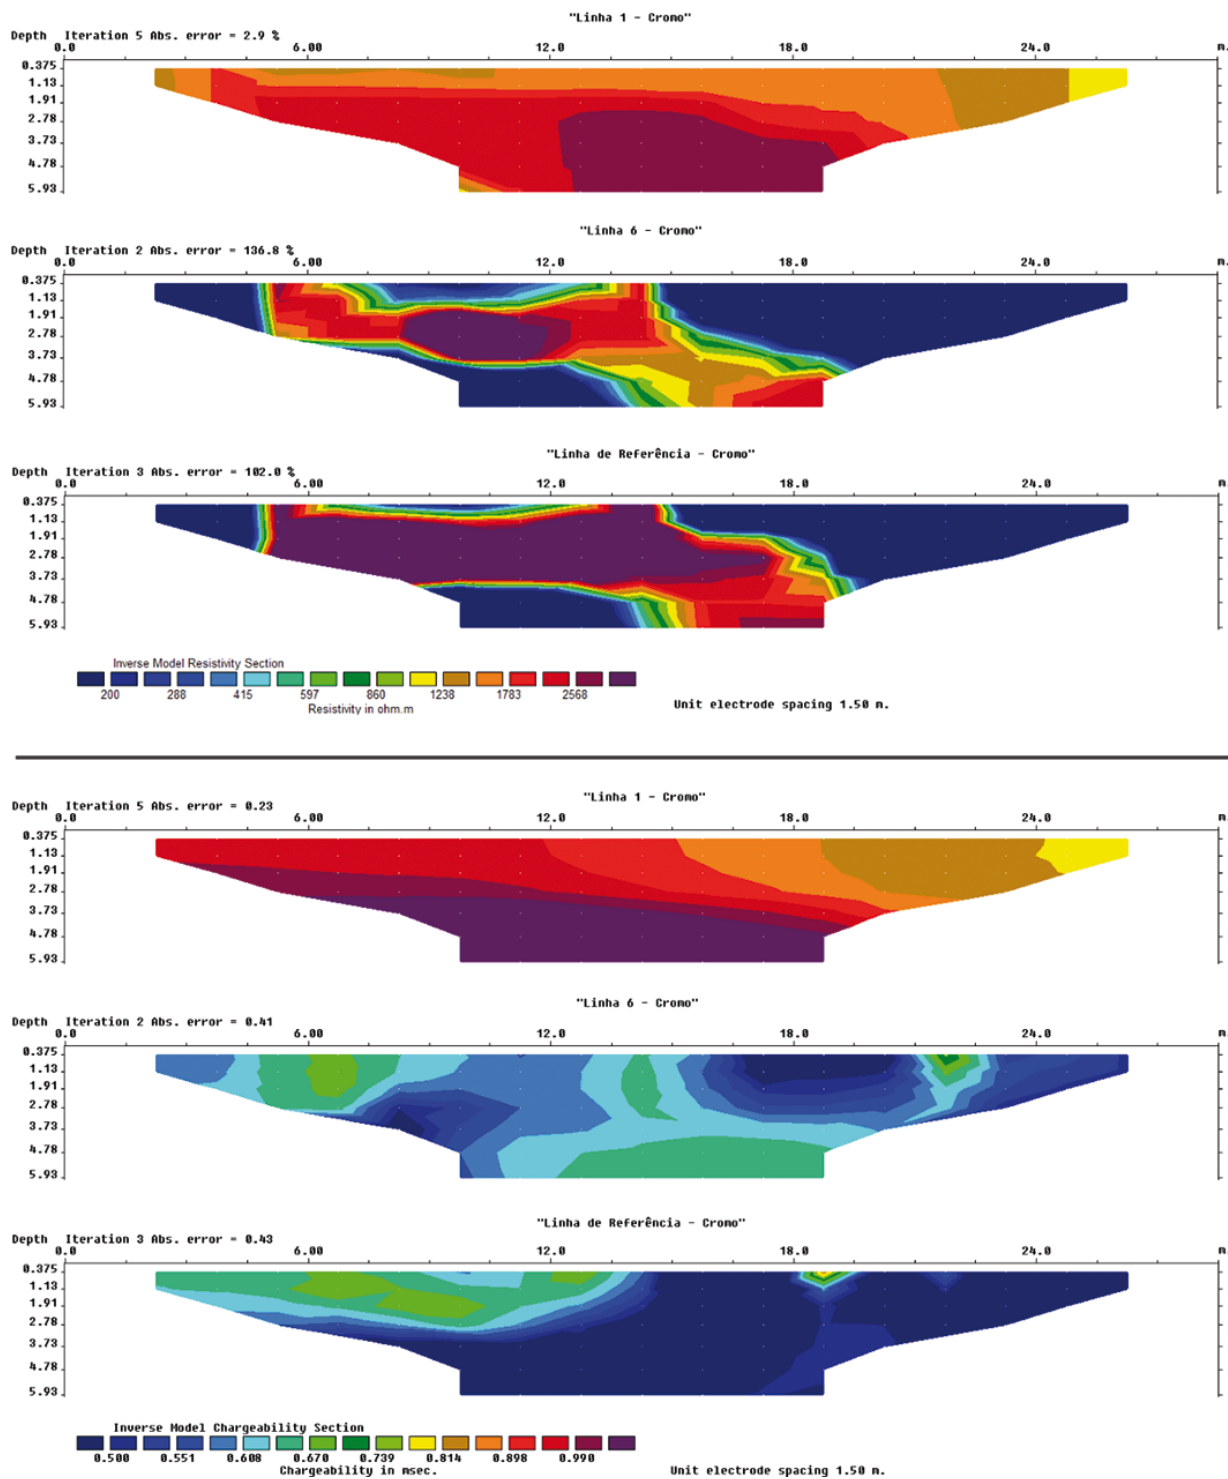 "Linha 1 - Cromo"
Depth Iteration 5 Abs. error = 2.9 %
0.0 6.00 12.0 18.0 24.0 m.
0.375
1.13
1.91
2.78
3.73
4.78
5.93
"Linha 6 - Cromo"
Depth Iteration 2 Abs. error = 136.8 %
0.0 6.00 12.0 18.0 24.0 m.
0.375
1.13
1.91
2.78
3.73
4.78
5.93
"Linha de Referência - Cromo"
Depth Iteration 3 Abs. error = 102.0 %
0.0 6.00 12.0 18.0 24.0 m.
0.375
1.13
1.91
2.78
3.73
4.78
5.93
Inverse Model Resistivity Section
200 288 415 597 860 1238 1783 2568
Resistivity in ohm.m
Unit electrode spacing 1.50 m.
"Linha 1 - Cromo"
Depth Iteration 5 Abs. error = 0.23
0.0 6.00 12.0 18.0 24.0 m.
0.375
1.13
1.91
2.78
3.73
4.78
5.93
"Linha 6 - Cromo"
Depth Iteration 2 Abs. error = 0.41
0.0 6.00 12.0 18.0 24.0 m.
0.375
1.13
1.91
2.78
3.73
4.78
5.93
"Linha de Referência - Cromo"
Depth Iteration 3 Abs. error = 0.43
0.0 6.00 12.0 18.0 24.0 m.
0.375
1.13
1.91
2.78
3.73
4.78
5.93
Inverse Model Chargeability Section
0.500 0.551 0.608 0.670 0.739 0.814 0.898 0.990
Chargeability in msec.
Unit electrode spacing 1.50 m.